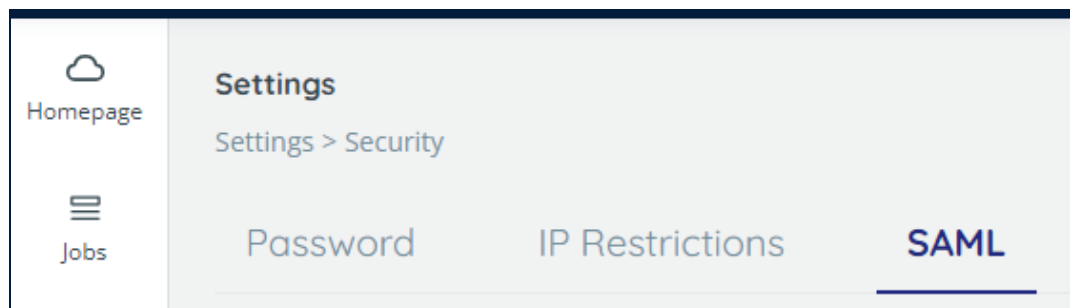 Homepage
Jobs
Settings
Settings > Security
Password IP Restrictions SAML